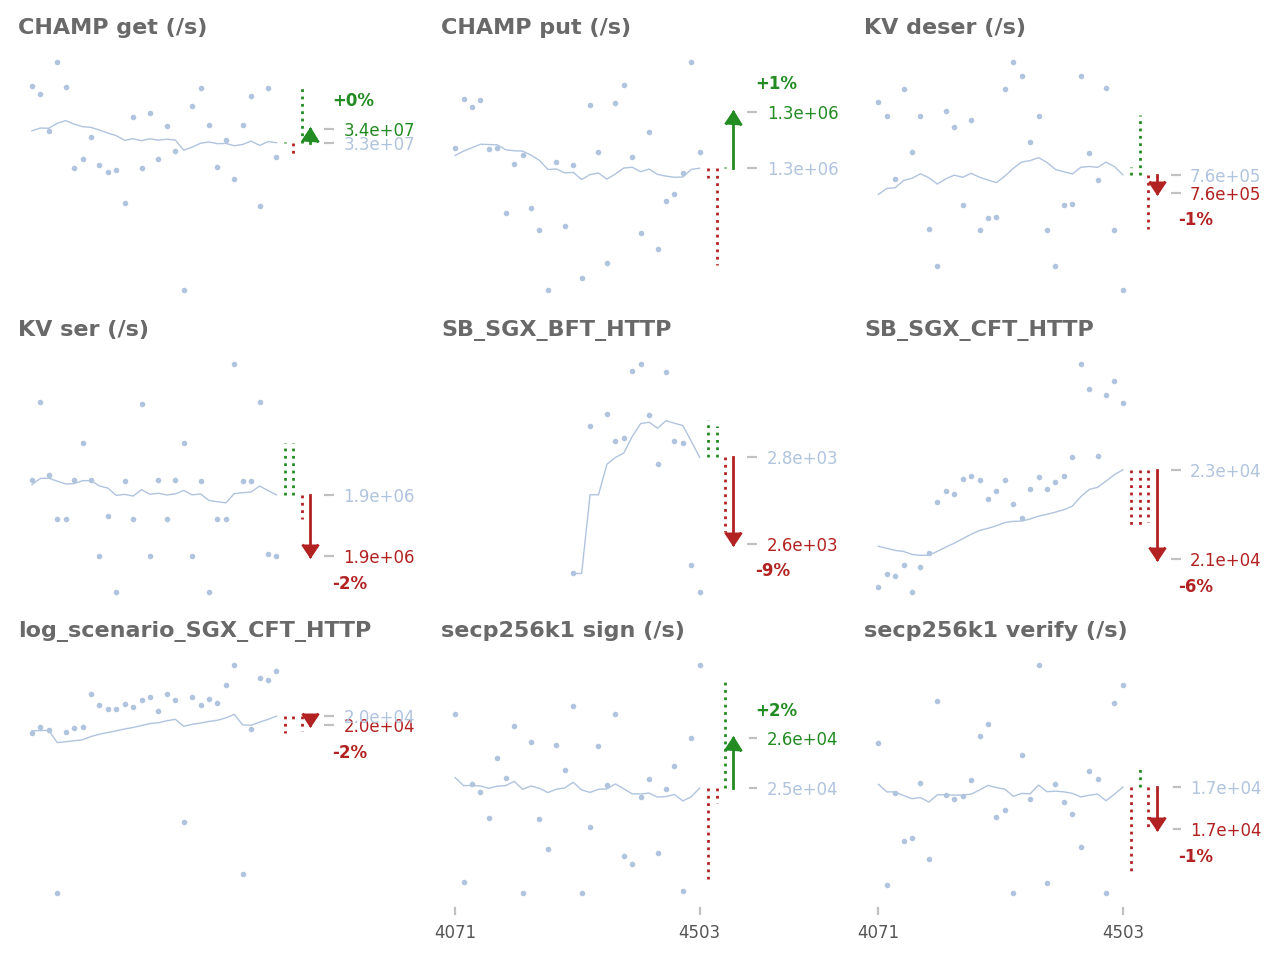 CHAMP get (/s)
+0%
3.4e+07
3.3e+07
CHAMP put (/s)
+1%
1.3e+06
1.3e+06
KV deser (/s)
7.6e+05
7.6e+05
-1%
KV ser (/s)
1.9e+06
1.9e+06
-2%
SB_SGX_BFT_HTTP
2.8e+03
2.6e+03
-9%
SB_SGX_CFT_HTTP
2.3e+04
2.1e+04
-6%
log_scenario_SGX_CFT_HTTP
2.0e+04
2.0e+04
-2%
secp256k1 sign (/s)
+2%
2.6e+04
2.5e+04
4071
4503
secp256k1 verify (/s)
1.7e+04
1.7e+04
-1%
4071
4503